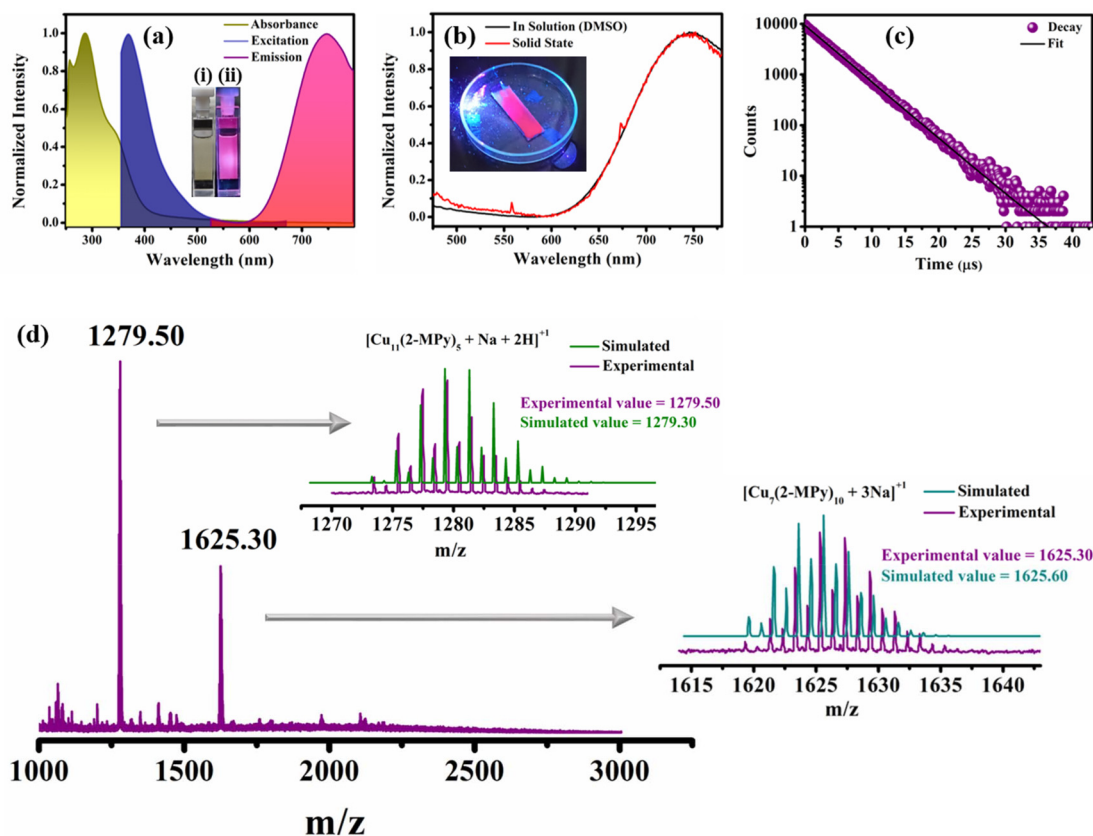 (a)
Absorbance
Excitation
Emission
(i) (ii)
Normalized Intensity
1.0
0.8
0.6
0.4
0.2
0.0
300 400 500 600 700
Wavelength (nm)
(b)
In Solution (DMSO)
Solid State
Normalized Intensity
1.0
0.8
0.6
0.4
0.2
0.0
475 500 550 600 650 700 750
Wavelength (nm)
(c)
Decay
Fit
Counts
10000
1000
100
10
1
0 5 10 15 20 25 30 35 40
Time (μs)
(d)
1279.50
1625.30
1000 1500 2000 2500 3000
m/z
[Cu11(2-MPy)5 + Na + 2H]+1
Simulated
Experimental
Experimental value = 1279.50
Simulated value = 1279.30
1270 1275 1280 1285 1290 1295
m/z
[Cu7(2-MPy)10 + 3Na]+1
Simulated
Experimental
Experimental value = 1625.30
Simulated value = 1625.60
1615 1620 1625 1630 1635 1640
m/z